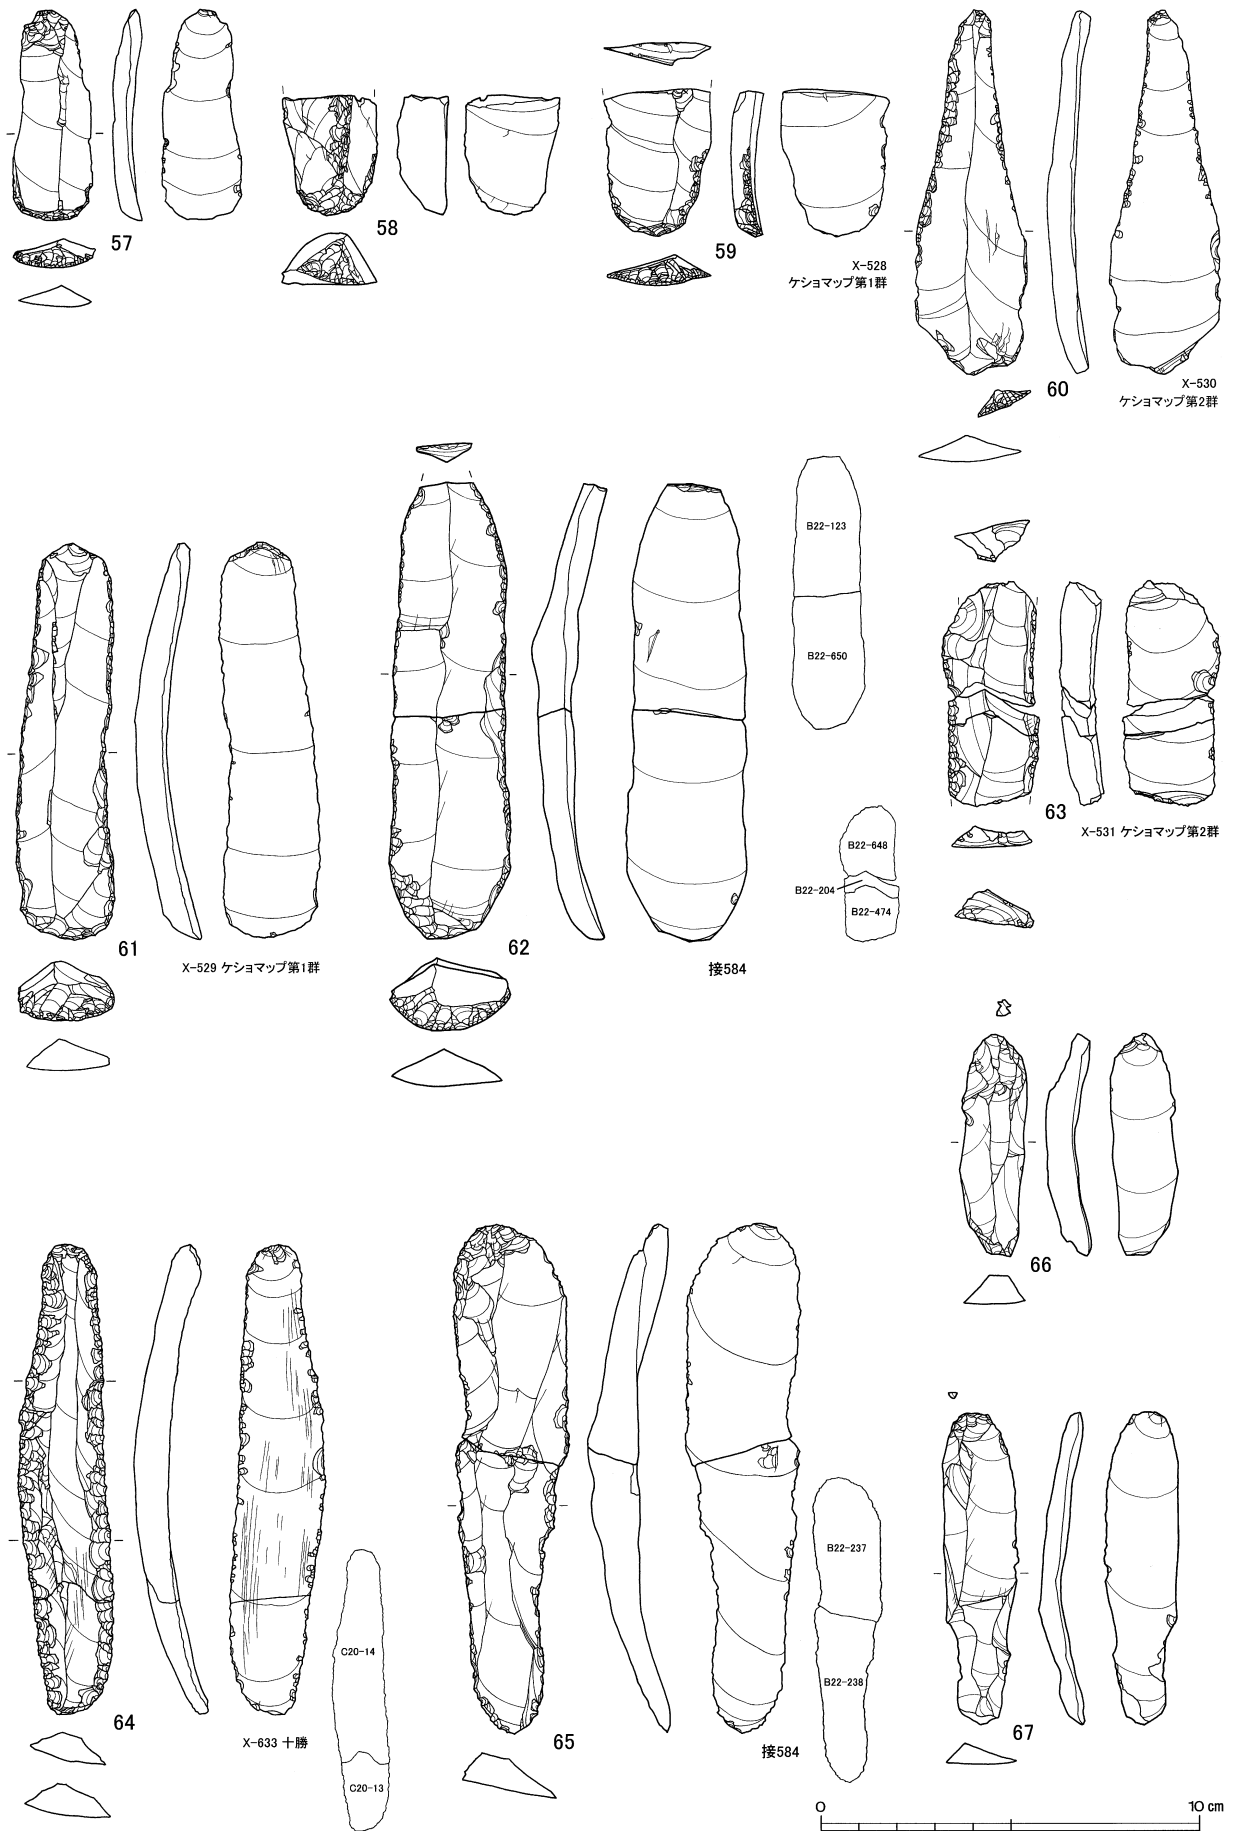 57
58
59
X-528
ケショマップ第1群
60
X-530
ケショマップ第2群
B22-123
B22-650
61
X-529 ケショマップ第1群
62
接584
B22-648
B22-204
B22-474
63
X-531 ケショマップ第2群
66
64
X-633 十勝
C20-14
C20-13
65
接584
B22-237
B22-238
67
0 10 cm